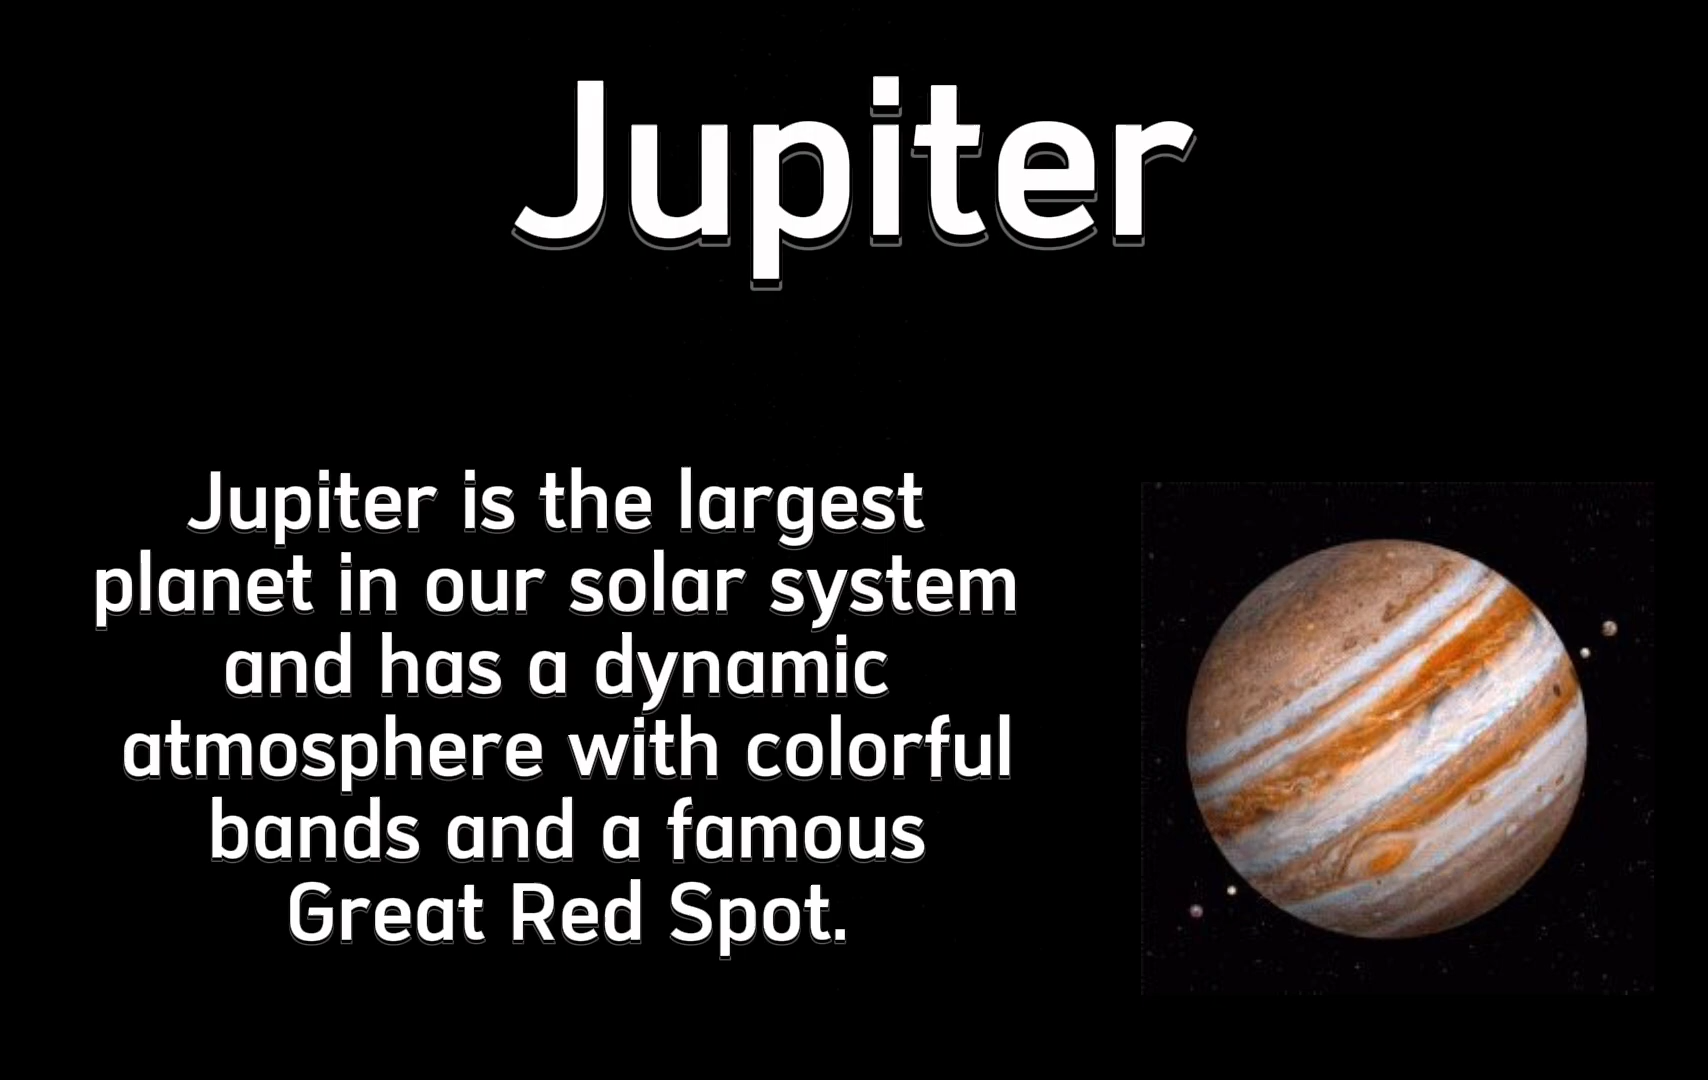 Jupiter
Jupiter is the largest
planet in our solar system
and has a dynamic
atmosphere with colorful
bands and a famous
Great Red Spot.